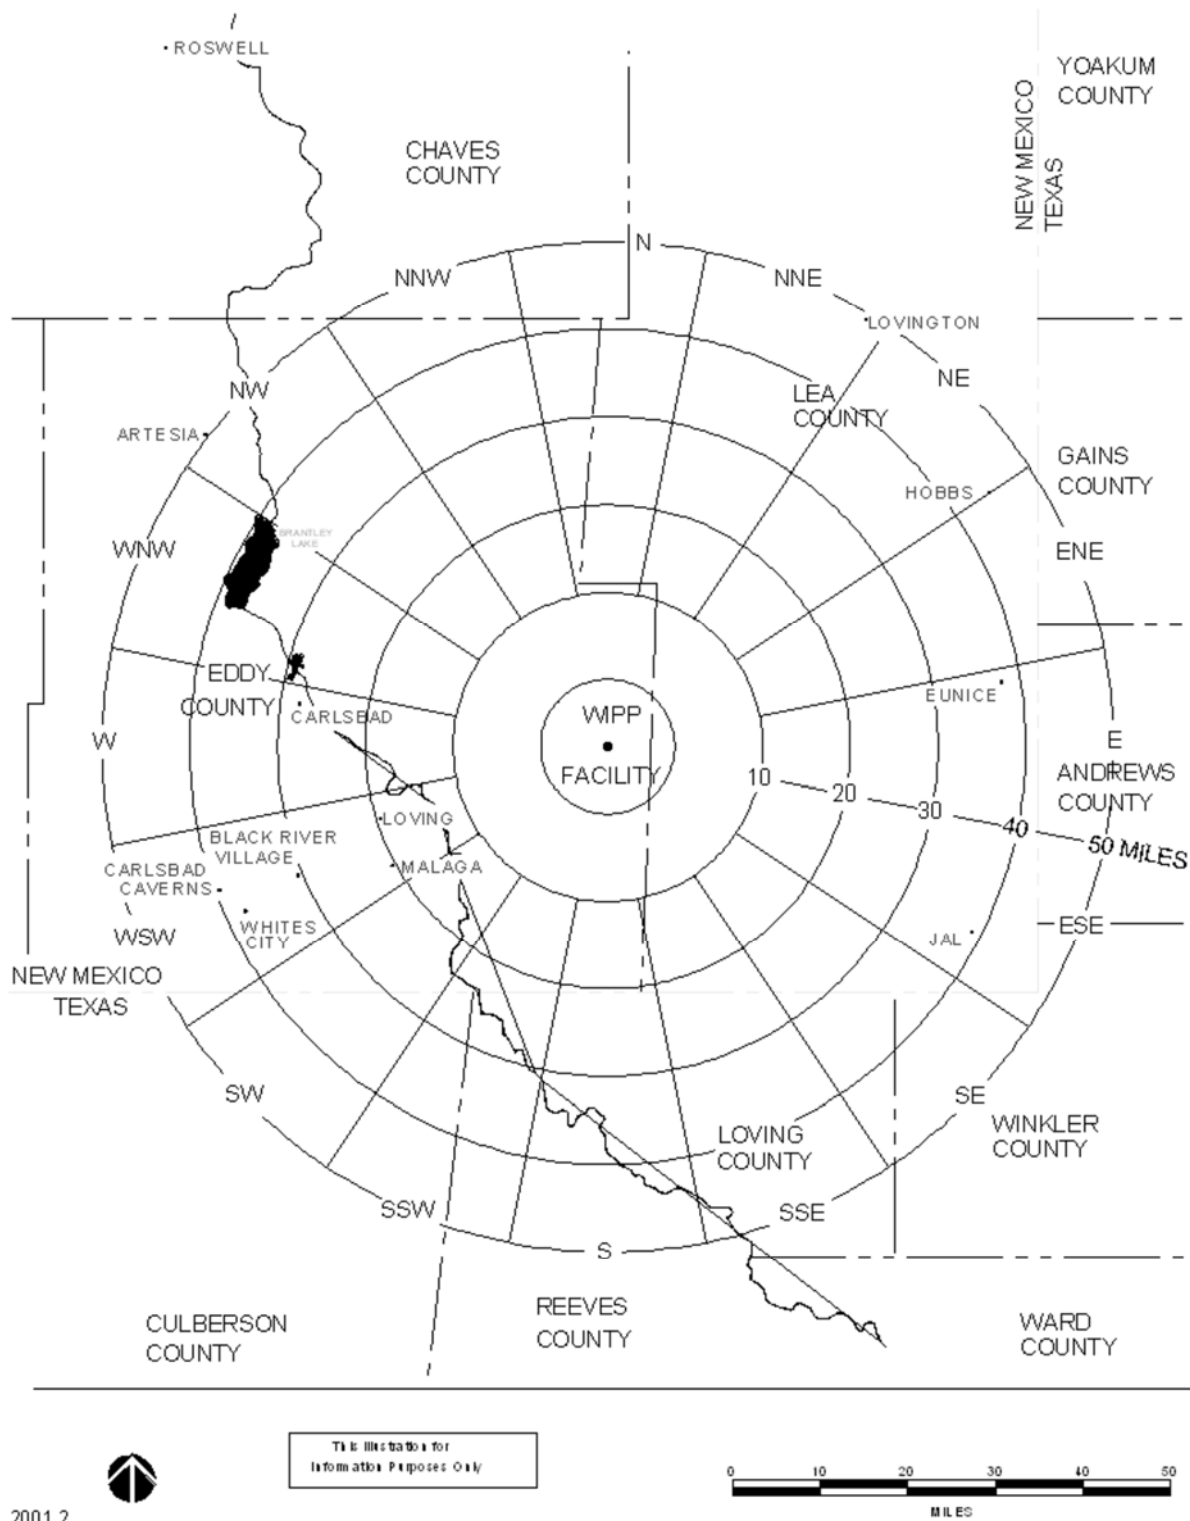 ROSWELL
YOAKUM
COUNTY
NEW MEXICO
TEXAS
CHAVES
COUNTY
N
NNW
NNE
LOVINGTON
NW
NE
LEA
COUNTY
ARTESIA
GAINS
COUNTY
HOBBS
BRANTLEY
LAKE
WNW
ENE
EDDY
COUNTY
CARLSBAD
EUNICE
WIPP
FACILITY
W
E
ANDREWS
COUNTY
10
20
30
40
50 MILES
LOVING
BLACK RIVER
VILLAGE
MALAGA
CARLSBAD
CAVERNS
WHITES
CITY
WSW
ESE
JAL
NEW MEXICO
TEXAS
SW
SE
WINKLER
COUNTY
LOVING
COUNTY
SSW
SSE
S
REEVES
COUNTY
CULBERSON
COUNTY
WARD
COUNTY
This Illustration for
Information Purposes Only
0 10 20 30 40 50
MILES
2001.2